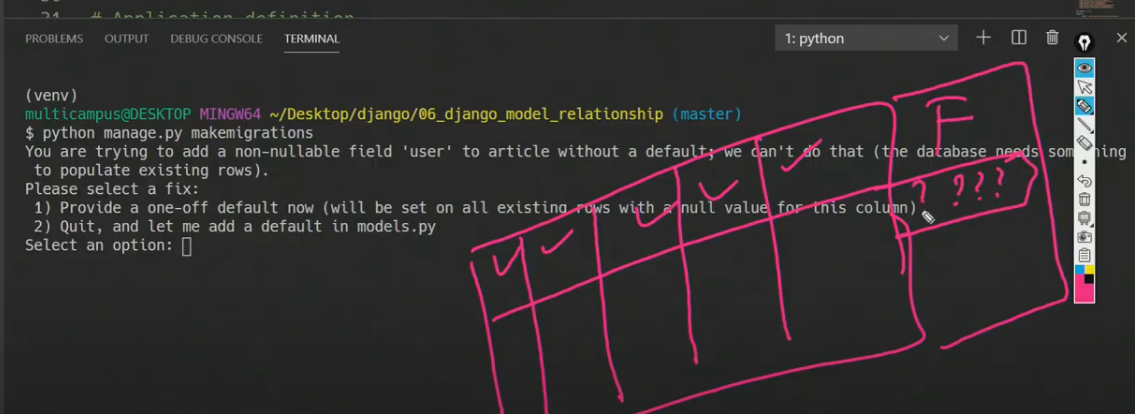 31 # Application definition
PROBLEMS OUTPUT DEBUG CONSOLE TERMINAL 1: python
(venv)
multicampus@DESKTOP MINGW64 ~/Desktop/django/06_django_model_relationship (master)
$ python manage.py makemigrations
You are trying to add a non-nullable field 'user' to article without a default; we can't do that (the database needs something
to populate existing rows).
Please select a fix:
1) Provide a one-off default now (will be set on all existing rows with a null value for this column)
2) Quit, and let me add a default in models.py
Select an option:
F
? ? ? ?